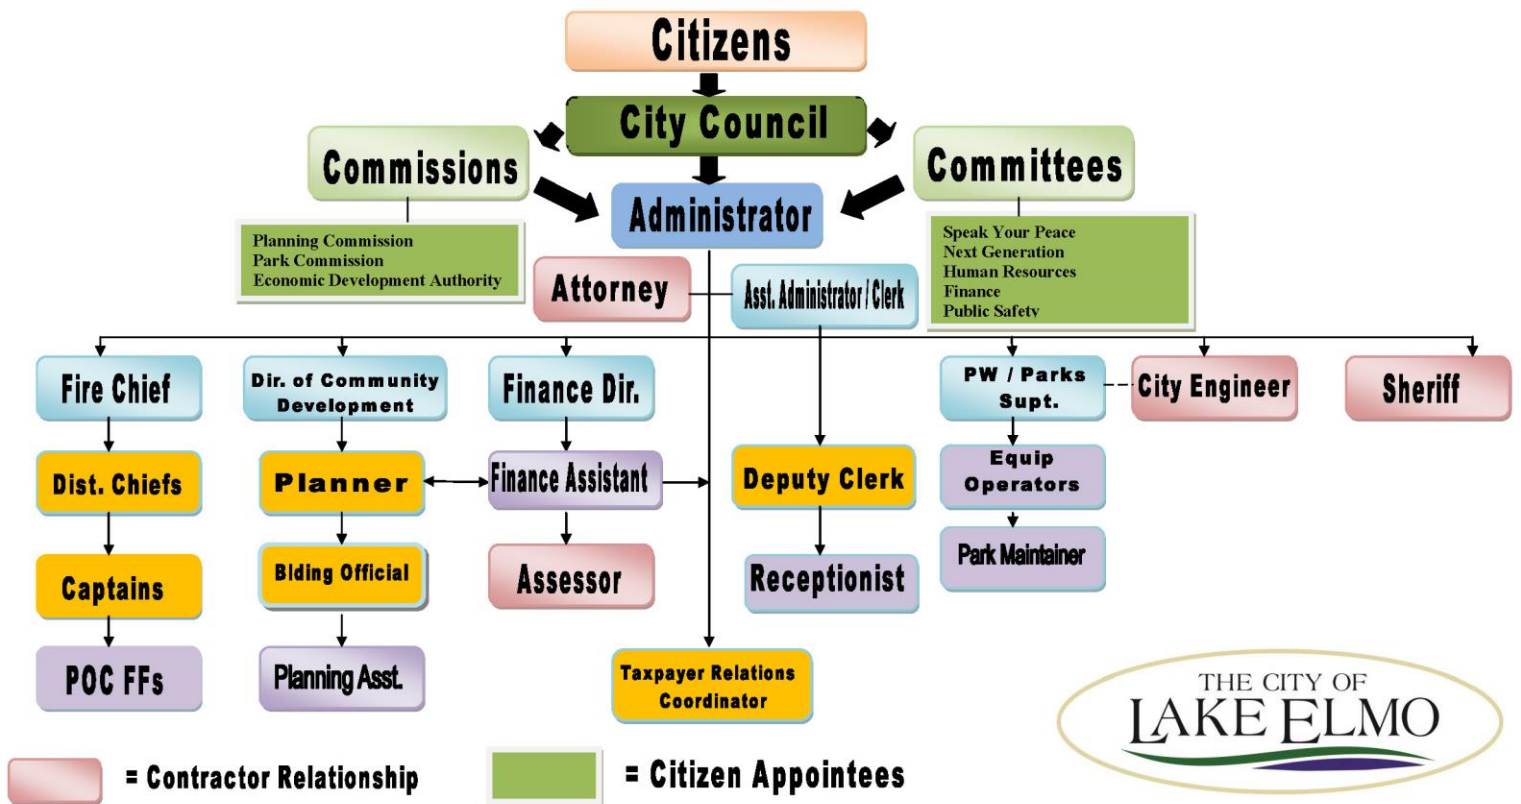 Citizens
City Council
Commissions
Committees
Administrator
Planning Commission
Park Commission
Economic Development Authority
Speak Your Peace
Next Generation
Human Resources
Finance
Public Safety
Attorney
Asst. Administrator / Clerk
Fire Chief
Dir. of Community
Development
Finance Dir.
PW / Parks
Supt.
City Engineer
Sheriff
Dist. Chiefs
Planner
Finance Assistant
Deputy Clerk
Equip
Operators
Captains
Blding Official
Assessor
Receptionist
Park Maintainer
POC FFs
Planning Asst.
Taxpayer Relations
Coordinator
THE CITY OF
LAKE ELMO
= Contractor Relationship
= Citizen Appointees